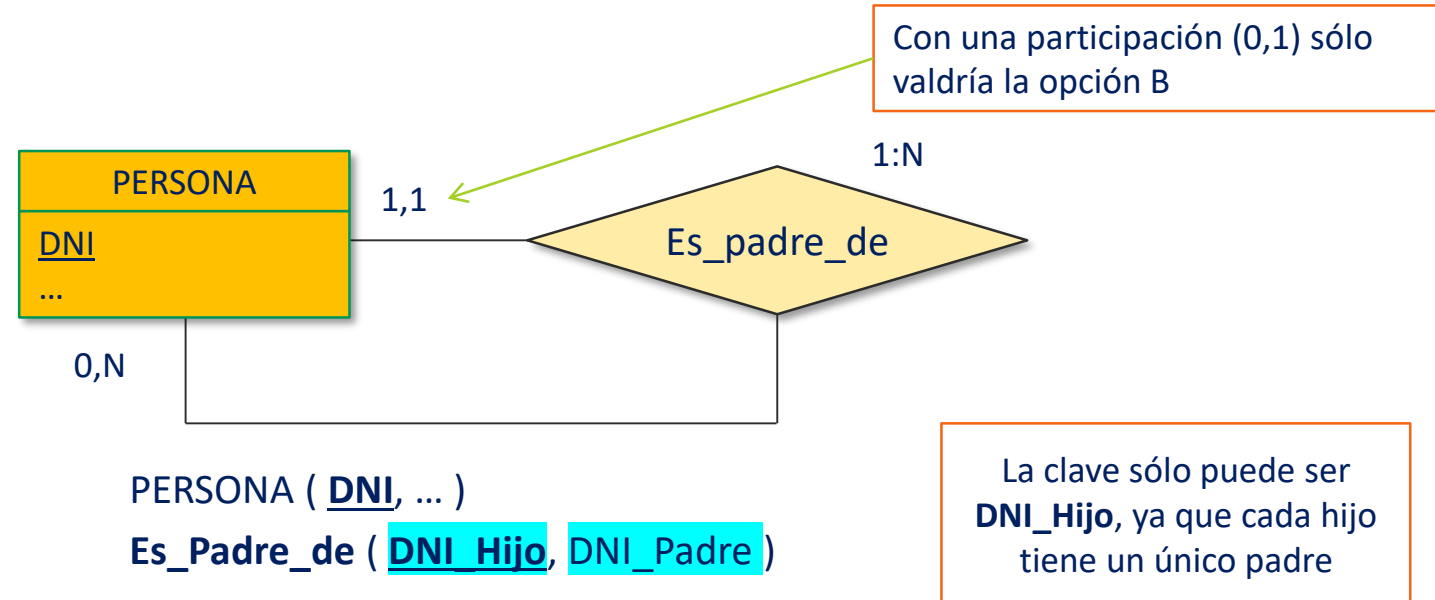 Con una participación (0,1) sólo
valdría la opción B
1:N
PERSONA
1,1
DNI
...
Es_padre_de
0,N
PERSONA ( DNI, ... )
Es_Padre_de ( DNI_Hijo, DNI_Padre )
La clave sólo puede ser
DNI_Hijo, ya que cada hijo
tiene un único padre